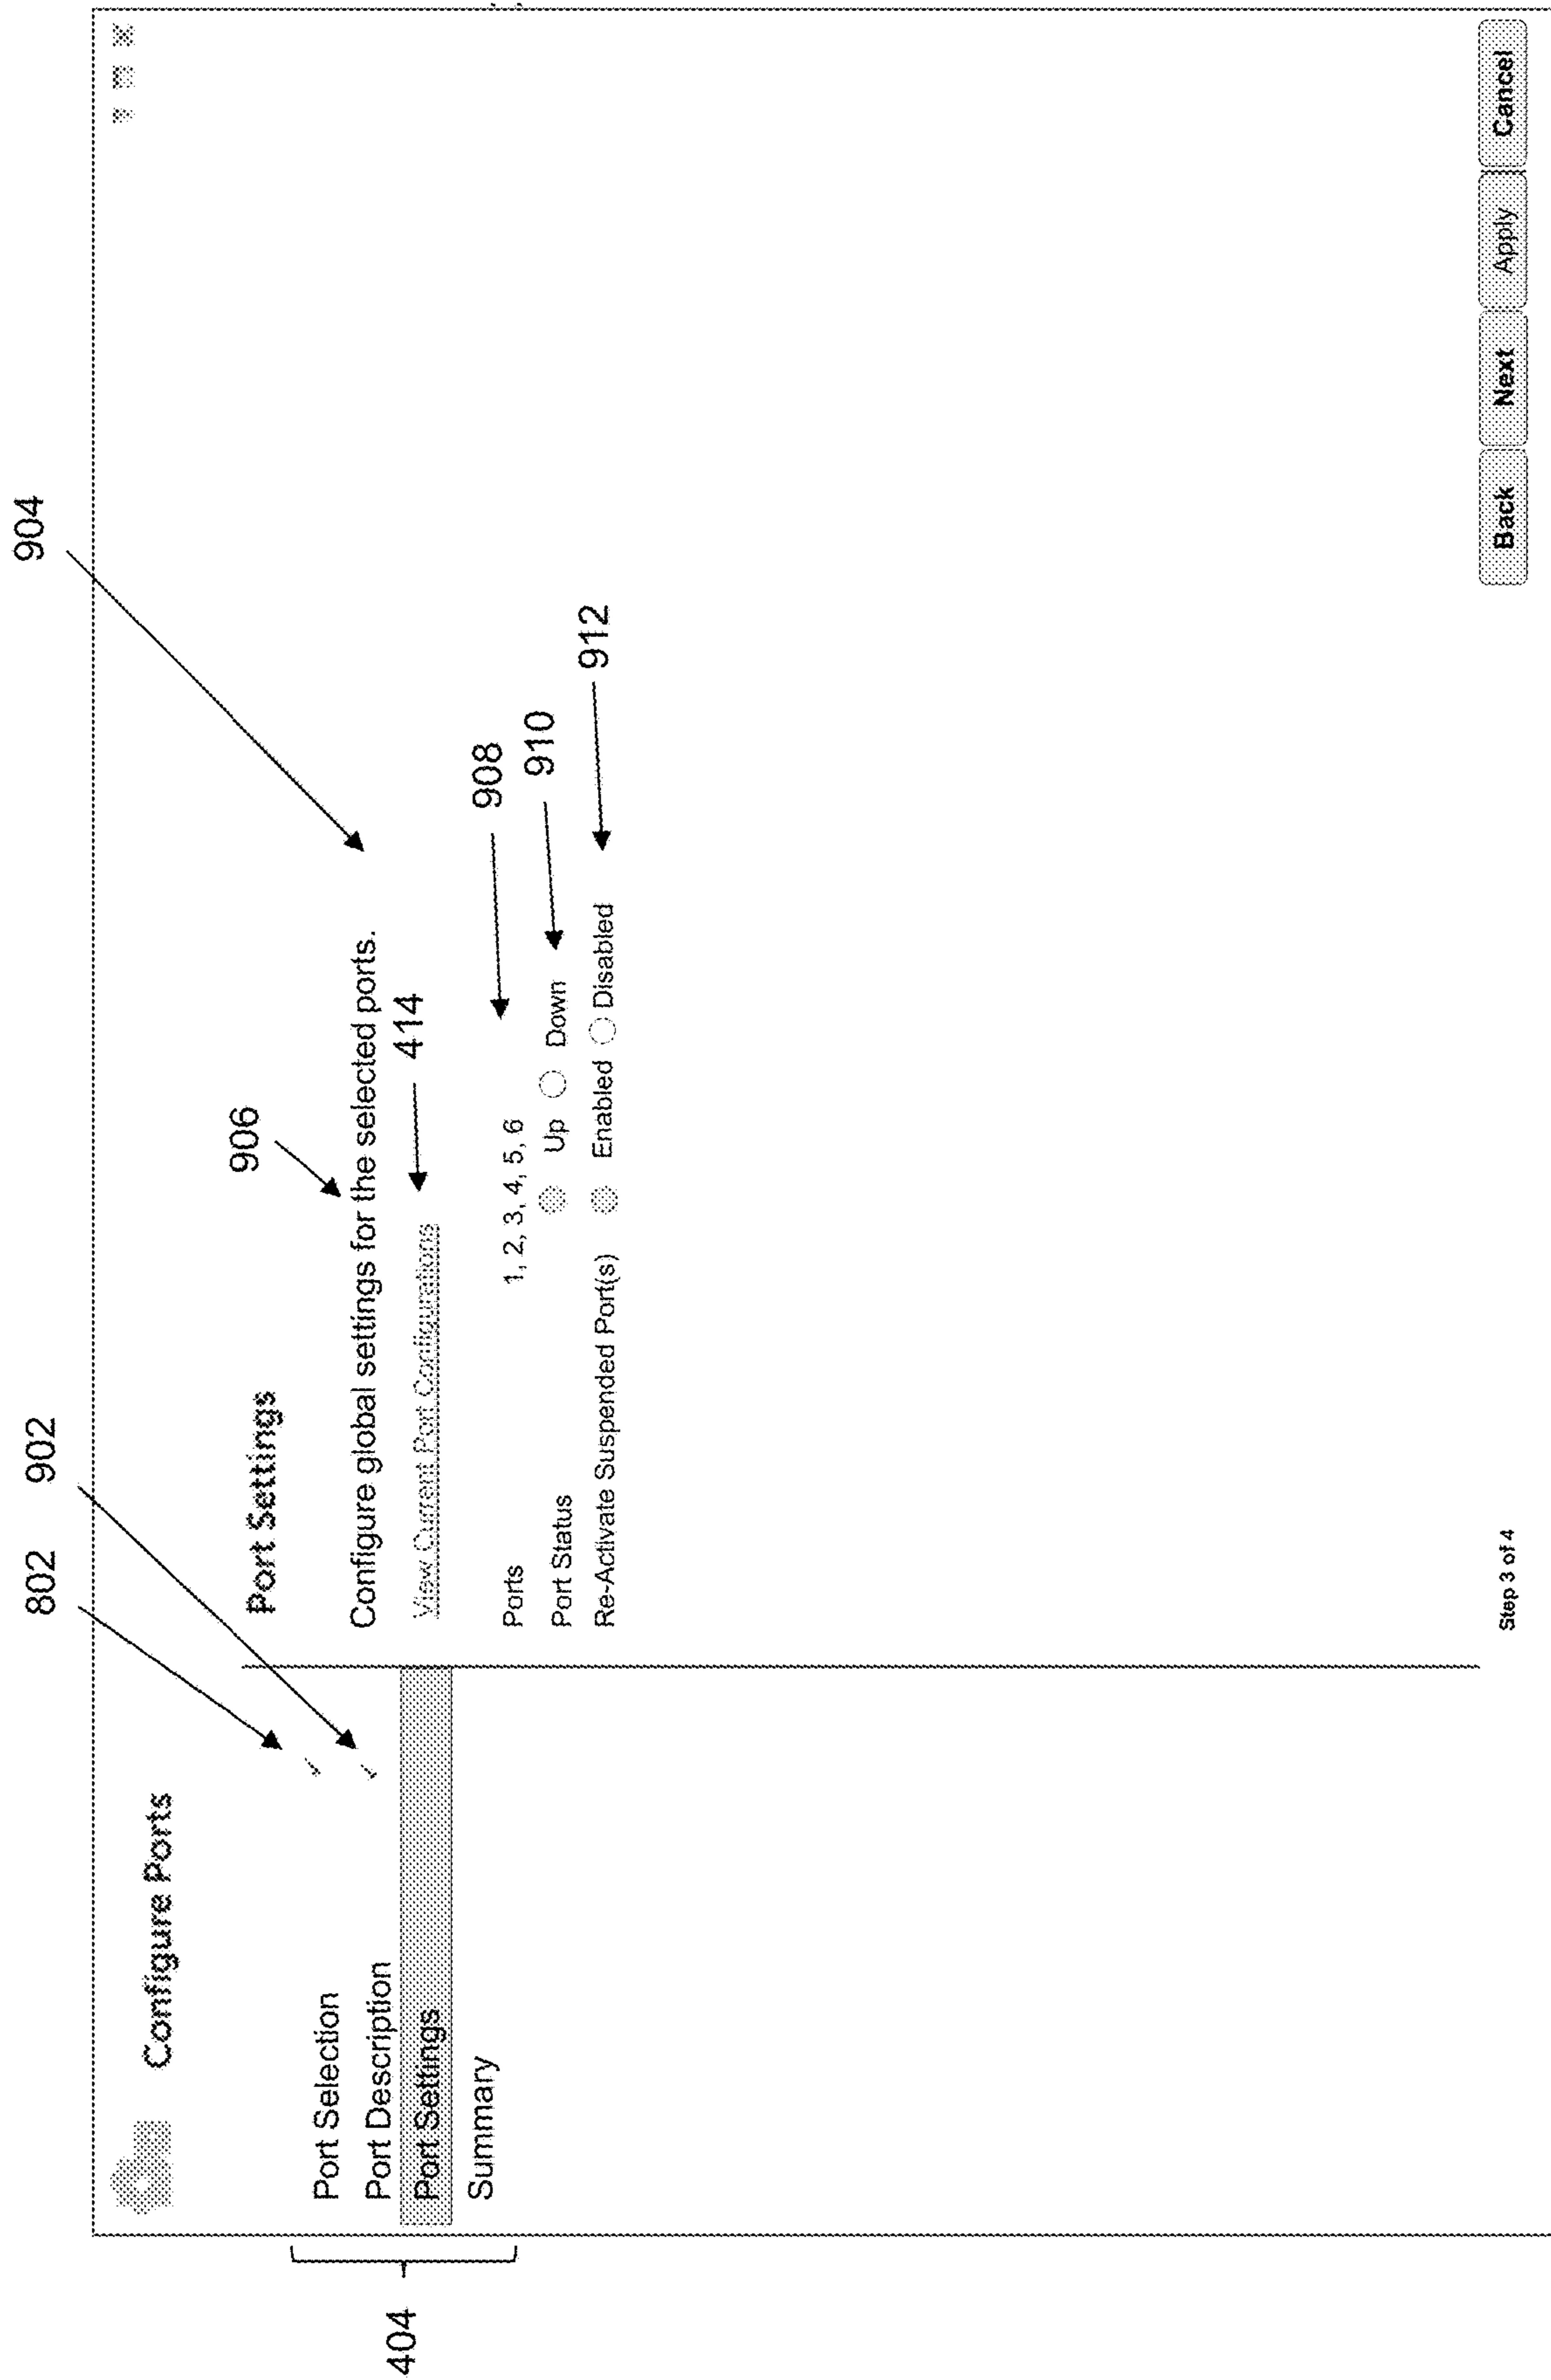 802
902
904
Configure Ports
906
Port Settings
404
Port Selection
Port Description
Port Settings
Summary
Configure global settings for the selected ports.
View Current Port Configurations
414
Ports 1, 2, 3, 4, 5, 6
908
Port Status Up Down
910
Re-Activate Suspended Port(s) Enabled Disabled
912
Step 3 of 4
Back Next Apply Cancel